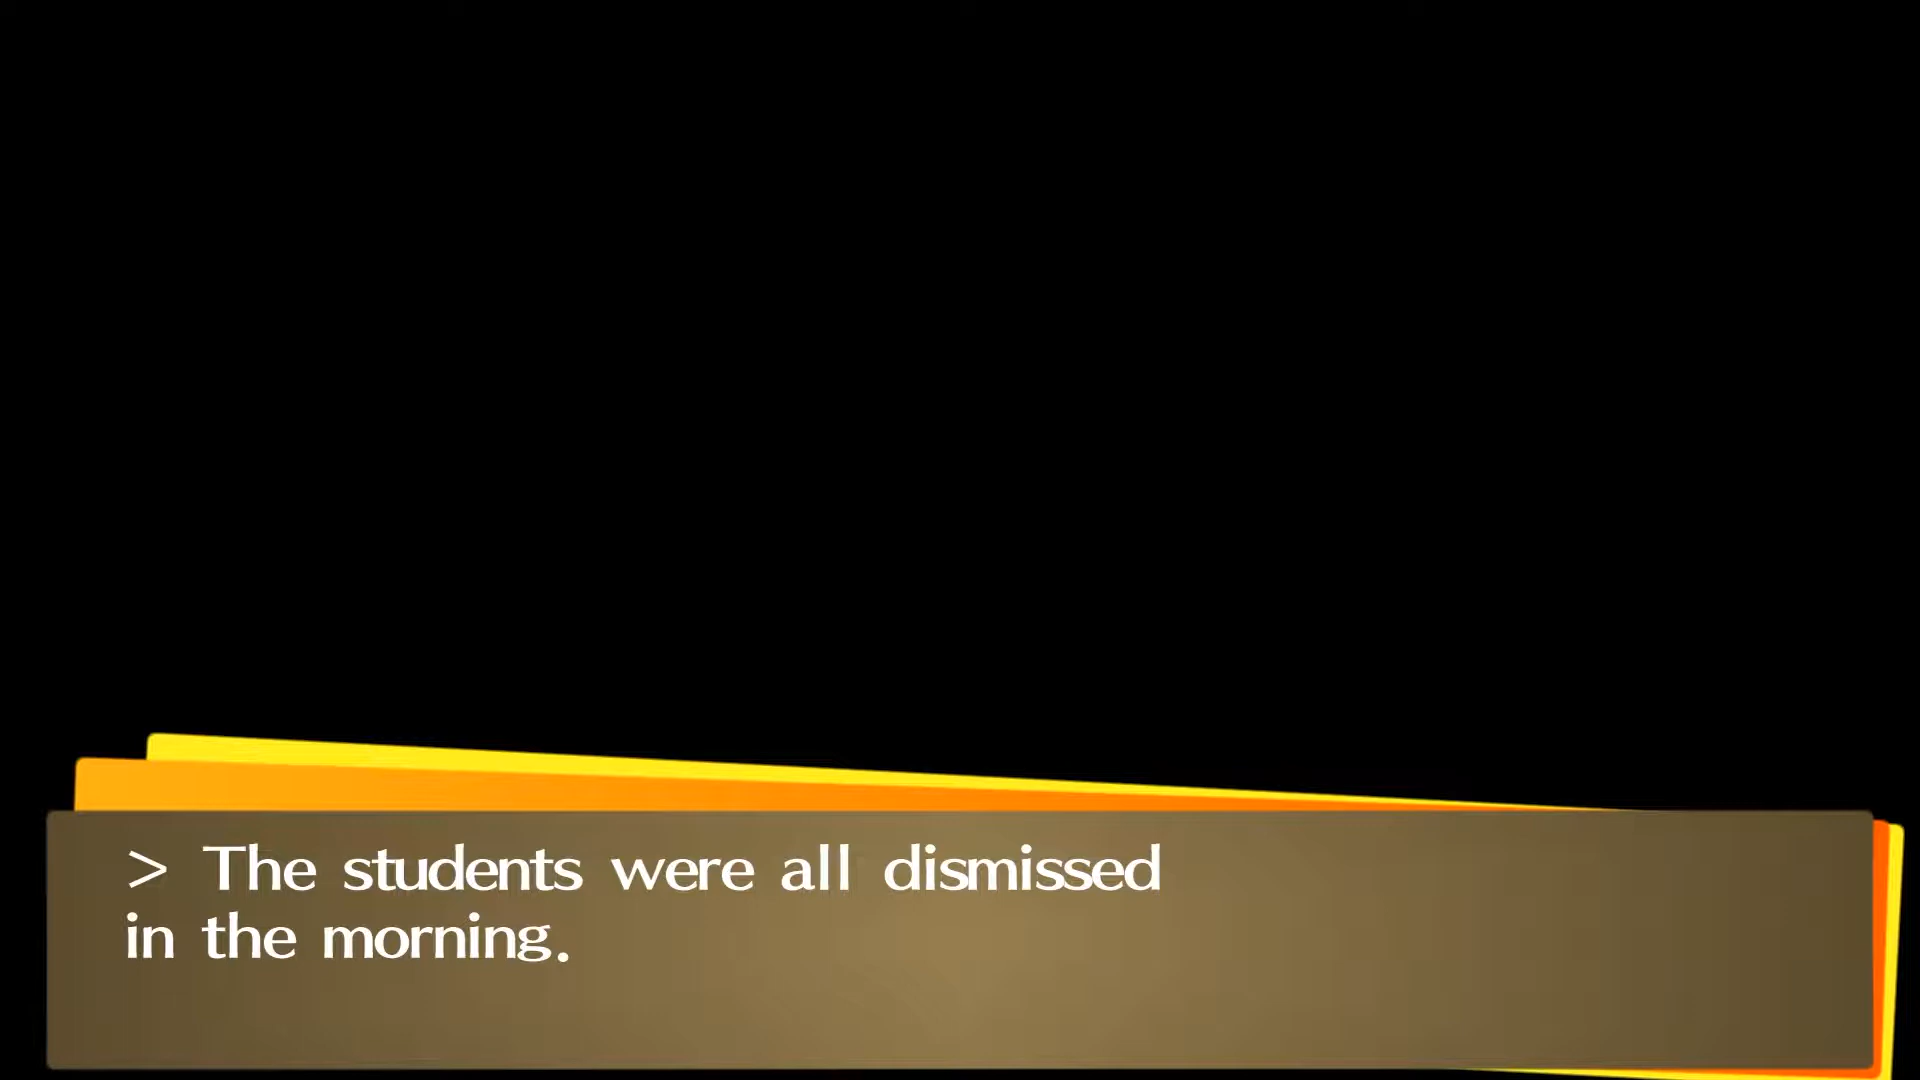 > The students were all dismissed
in the morning.